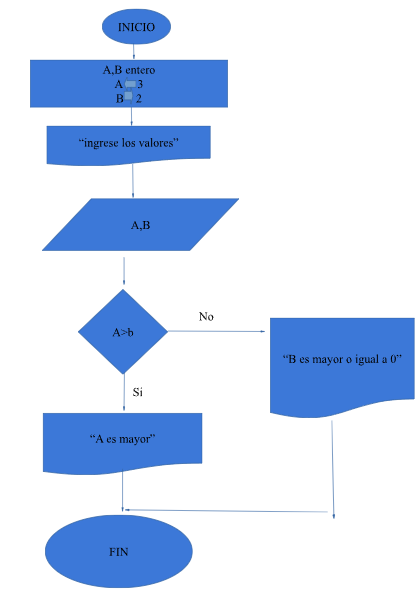 INICIO
A,B entero
A 3
B 2
“ingrese los valores”
A,B
A>b
No
“B es mayor o igual a 0”
Si
“A es mayor”
FIN